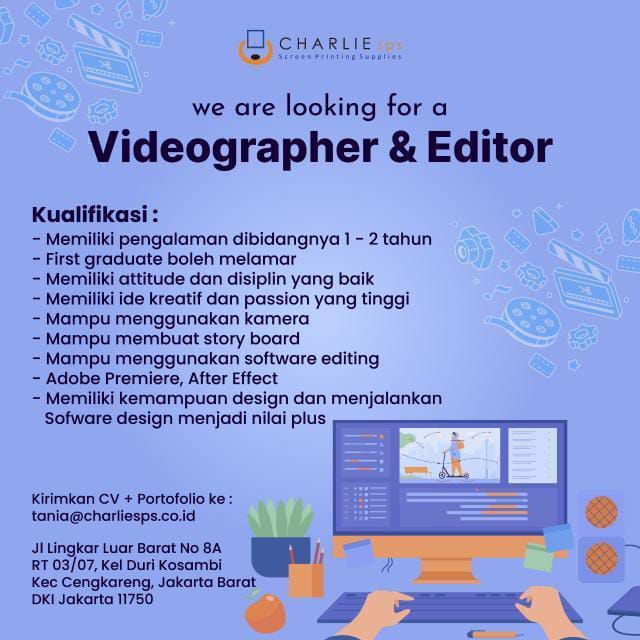 CHARLIE sps
Screen Printing Supplies
we are looking for a
Videographer & Editor
Kualifikasi :
- Memiliki pengalaman dibidangnya 1 - 2 tahun
- First graduate boleh melamar
- Memiliki attitude dan disiplin yang baik
- Memiliki ide kreatif dan passion yang tinggi
- Mampu menggunakan kamera
- Mampu membuat story board
- Mampu menggunakan software editing
- Adobe Premiere, After Effect
- Memiliki kemampuan design dan menjalankan
Sofware design menjadi nilai plus
Kirimkan CV + Portofolio ke :
tania@charliesps.co.id
Jl Lingkar Luar Barat No 8A
RT 03/07, Kel Duri Kosambi
Kec Cengkareng, Jakarta Barat
DKI Jakarta 11750